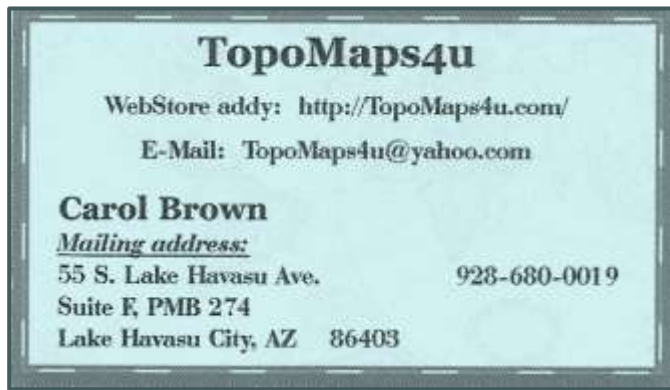 TopoMaps4u
WebStore addy: http://TopoMaps4u.com/
E-Mail: TopoMaps4u@yahoo.com
Carol Brown
Mailing address:
55 S. Lake Havasu Ave. 928-680-0019
Suite F, PMB 274
Lake Havasu City, AZ 86403